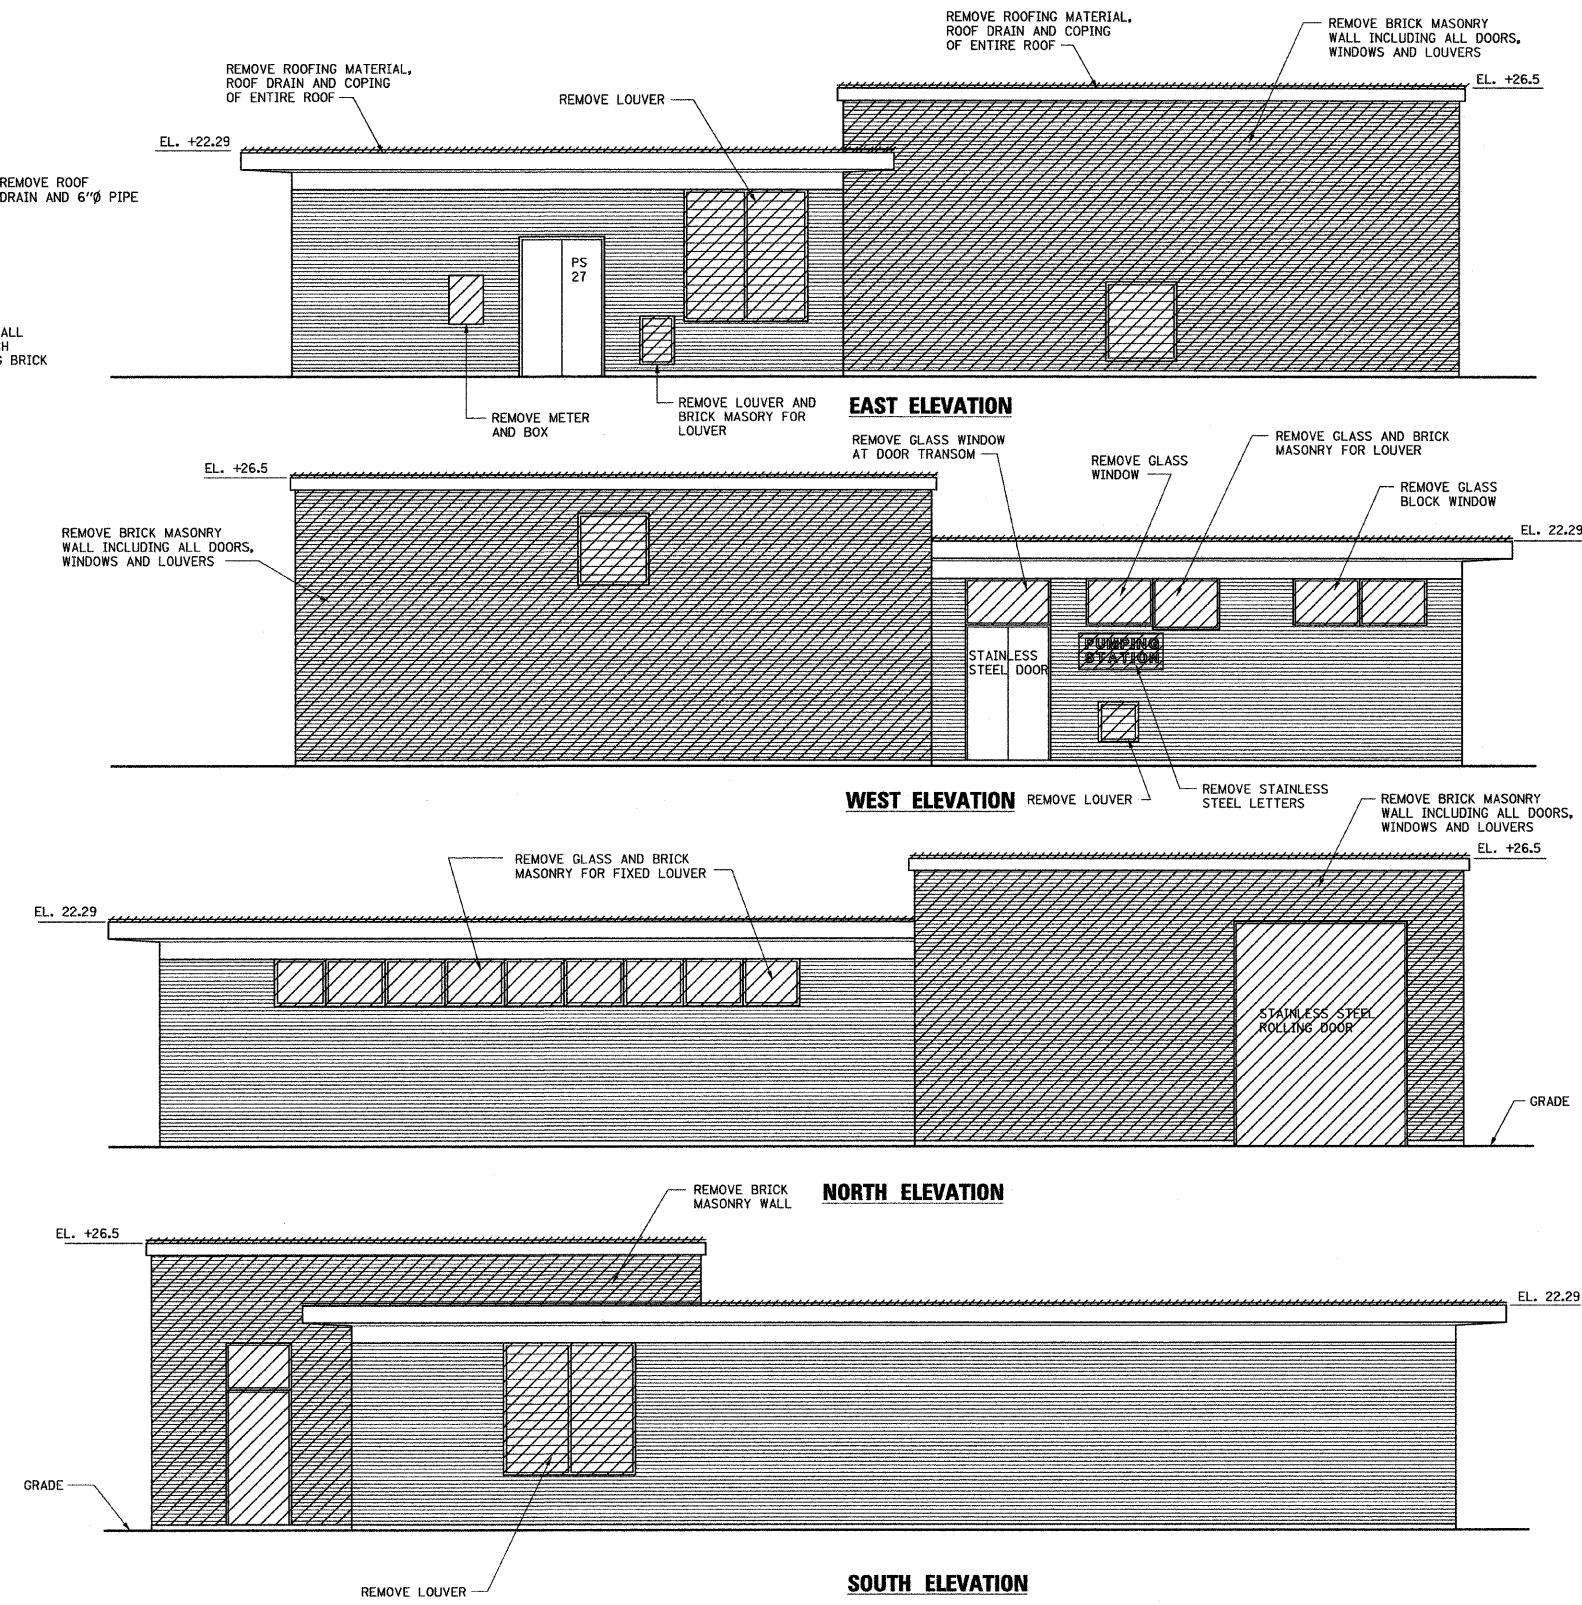 REMOVE ROOFING MATERIAL,
ROOF DRAIN AND COPING
OF ENTIRE ROOF
REMOVE BRICK MASONRY
WALL INCLUDING ALL DOORS,
WINDOWS AND LOUVERS
REMOVE ROOFING MATERIAL,
ROOF DRAIN AND COPING
OF ENTIRE ROOF
REMOVE LOUVER
EL. +26.5
EL. +22.29
REMOVE ROOF
DRAIN AND 6"Ø PIPE
PS
27
ALL
BRICK
REMOVE METER
AND BOX
REMOVE LOUVER AND
BRICK MASORY FOR
LOUVER
EAST ELEVATION
REMOVE GLASS WINDOW
AT DOOR TRANSOM
REMOVE GLASS
WINDOW
REMOVE GLASS AND BRICK
MASONRY FOR LOUVER
REMOVE GLASS
BLOCK WINDOW
EL. +26.5
EL. 22.29
REMOVE BRICK MASONRY
WALL INCLUDING ALL DOORS,
WINDOWS AND LOUVERS
PUMPING
STATION
STAINLESS
STEEL DOOR
WEST ELEVATION
REMOVE LOUVER
REMOVE STAINLESS
STEEL LETTERS
REMOVE BRICK MASONRY
WALL INCLUDING ALL DOORS,
WINDOWS AND LOUVERS
EL. +26.5
REMOVE GLASS AND BRICK
MASONRY FOR FIXED LOUVER
EL. 22.29
STAINLESS STEEL
ROLLING DOOR
GRADE
NORTH ELEVATION
REMOVE BRICK
MASONRY WALL
EL. +26.5
EL. 22.29
GRADE
REMOVE LOUVER
SOUTH ELEVATION